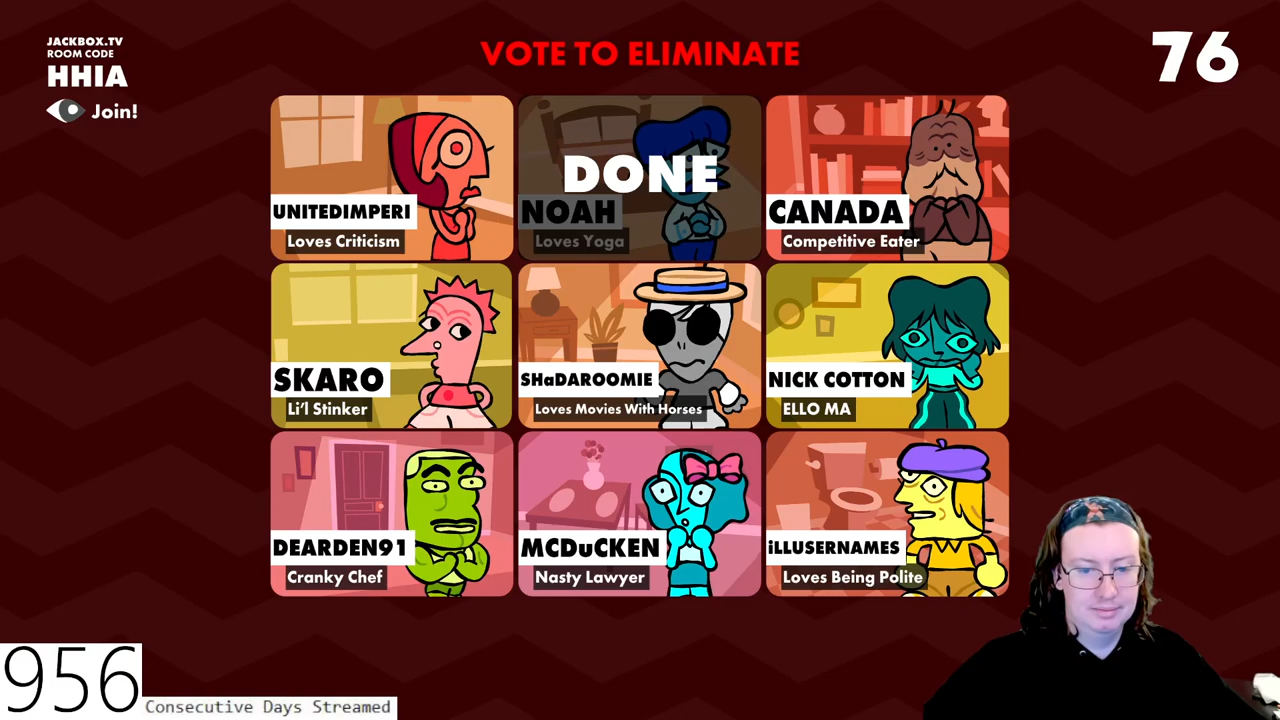 JACKBOX.TV
ROOM CODE
HHIA
Join!
VOTE TO ELIMINATE
76
UNITEDIMPERI
Loves Criticism
DONE
NOAH
Loves Yoga
CANADA
Competitive Eater
SKARO
Li'l Stinker
SHaDAROOMIE
Loves Movies With Horses
NICK COTTON
ELLO MA
DEARDEN91
Cranky Chef
MCDuCKEN
Nasty Lawyer
iLLUSERNAMES
Loves Being Polite
956
Consecutive Days Streamed